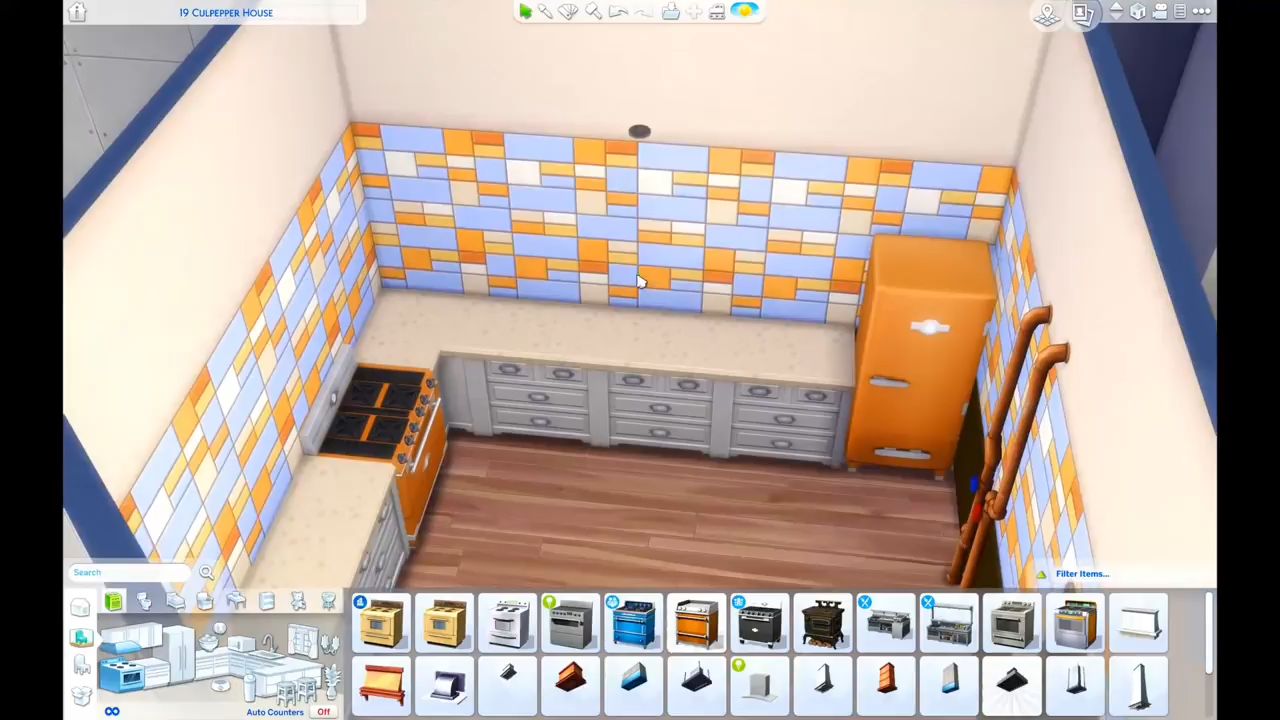 19 CULPEPPER HOUSE
Search
Filter Items...
Auto Counters Off